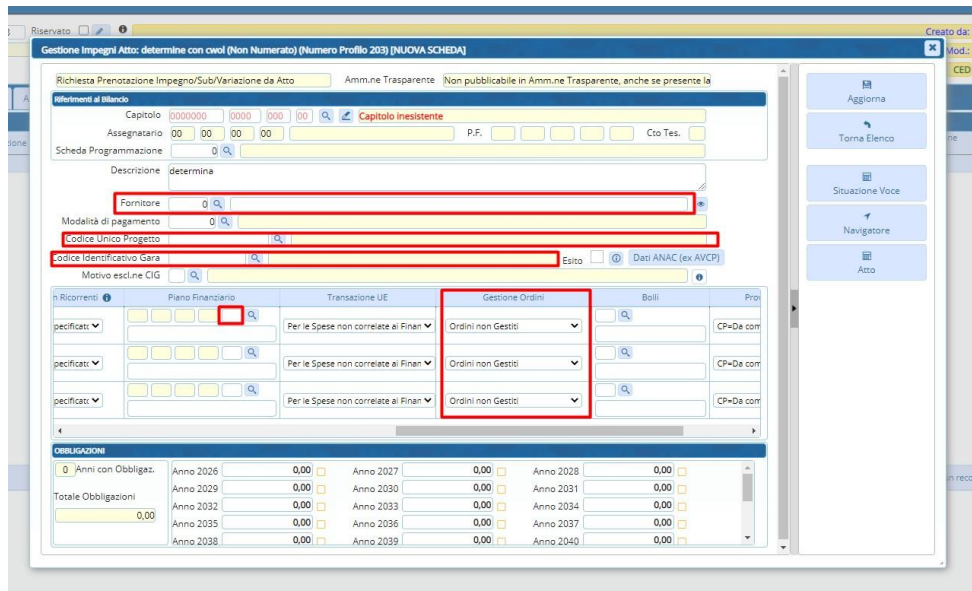 Riservato
Creato da:
Gestione Impegni Atto: determine con cwol (Non Numerato) (Numero Profilo 203) [NUOVA SCHEDA]
Mod.:
CED
Richiesta Prenotazione Impegno/Sub/Variazione da Atto Amm.ne Trasparente Non pubblicabile in Amm.ne Trasparente, anche se presente la
Aggiorna
Riferimenti al Bilancio
Capitolo 0000000 0000 000 00 Capitolo inesistente
Assegnatario 00 00 00 00 P.F. Cto Tes.
Torna Elenco
Scheda Programmazione 0
Descrizione determina
Situazione Voce
Fornitore 0
Modalità di pagamento 0
Navigatore
Codice Unico Progetto
Codice Identificativo Gara Esito Dati ANAC (ex AVCP)
Atto
Motivo escl.ne CIG
n Ricorrenti Piano Finanziario Transazione UE Gestione Ordini Bolli Prov
pecificato Per le Spese non correlate ai Finan Ordini non Gestiti CP=Da com
pecificato Per le Spese non correlate ai Finan Ordini non Gestiti CP=Da com
pecificato Per le Spese non correlate ai Finan Ordini non Gestiti CP=Da com
OBBLIGAZIONI
0 Anni con Obbligaz. Anno 2026 0,00 Anno 2027 0,00 Anno 2028 0,00
Anno 2029 0,00 Anno 2030 0,00 Anno 2031 0,00
Totale Obbligazioni
Anno 2032 0,00 Anno 2033 0,00 Anno 2034 0,00
0,00
Anno 2035 0,00 Anno 2036 0,00 Anno 2037 0,00
Anno 2038 0,00 Anno 2039 0,00 Anno 2040 0,00